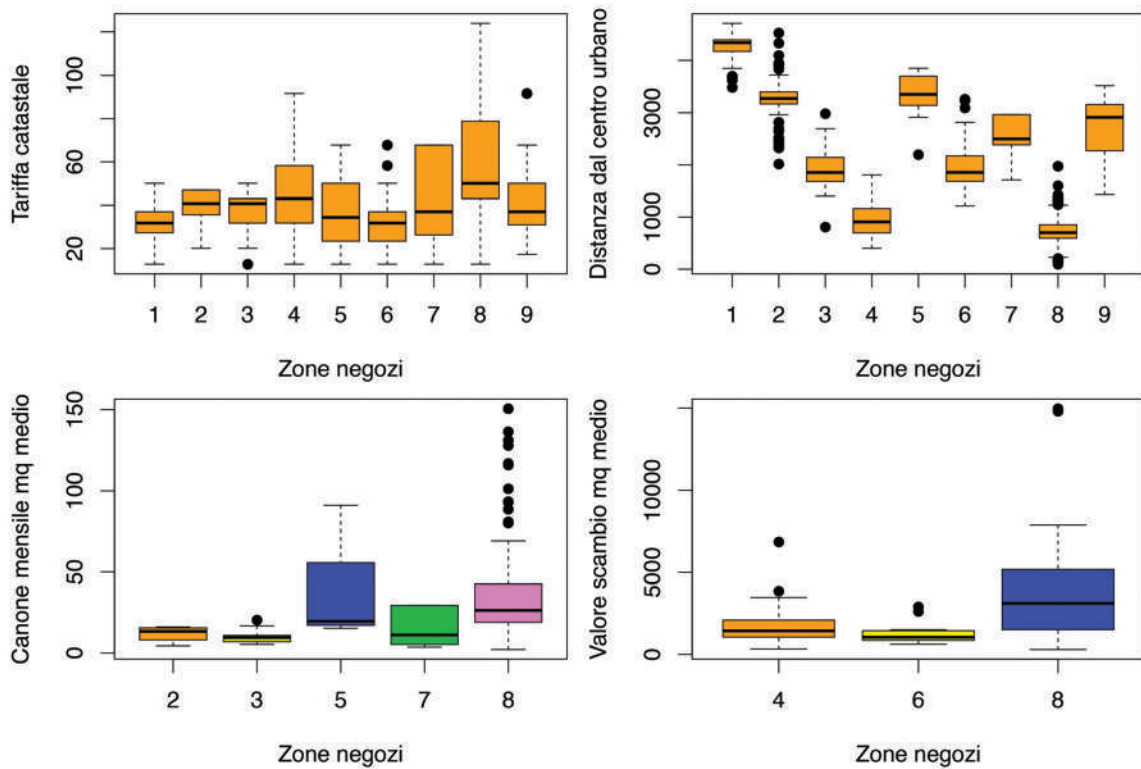 Tariffa catastale
100
60
20
1 2 3 4 5 6 7 8 9
Zone negozi
Distanza dal centro urbano
3000
1000
0
1 2 3 4 5 6 7 8 9
Zone negozi
Canone mensile mq medio
150
100
50
0
2 3 5 7 8
Zone negozi
Valore scambio mq medio
10000
5000
0
4 6 8
Zone negozi